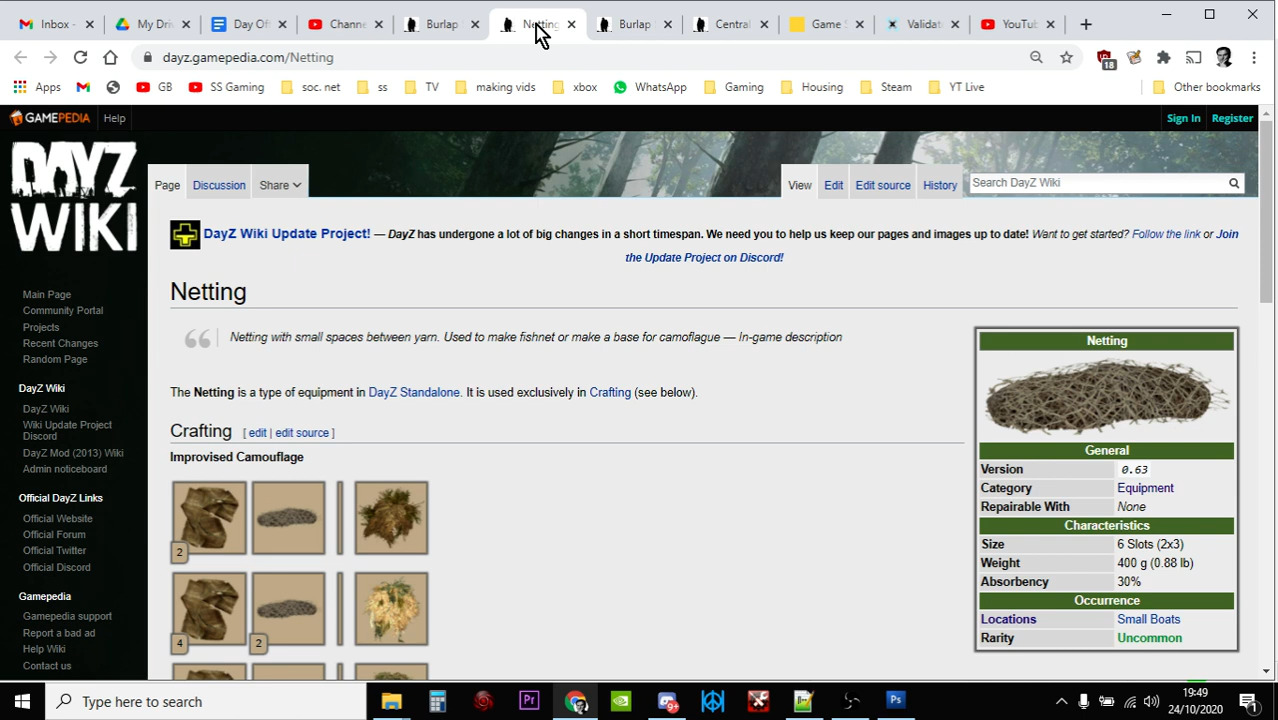 Inbox -
My Dri
Day Of
Chann
Burlap
Netting
Burlap
Central
Game S
Validat
YouTu
dayz.gamepedia.com/Netting
18
Apps
GB
SS Gaming
soc. net
ss
TV
making vids
xbox
WhatsApp
Gaming
Housing
Steam
YT Live
Other bookmarks
GAMEPEDIA
Help
Sign In
Register
DAYZ
WIKI
Page
Discussion
Share
View
Edit
Edit source
History
Search DayZ Wiki
DayZ Wiki Update Project! — DayZ has undergone a lot of big changes in a short timespan. We need you to help us keep our pages and images up to date! Want to get started? Follow the link or Join
the Update Project on Discord!
Main Page
Community Portal
Projects
Recent Changes
Random Page
DayZ Wiki
DayZ Wiki
Wiki Update Project
Discord
DayZ Mod (2013) Wiki
Admin noticeboard
Official DayZ Links
Official Website
Official Forum
Official Twitter
Official Discord
Gamepedia
Gamepedia support
Report a bad ad
Help Wiki
Contact us
Netting
Netting with small spaces between yarn. Used to make fishnet or make a base for camoflague — In-game description
The Netting is a type of equipment in DayZ Standalone. It is used exclusively in Crafting (see below).
Crafting [ edit | edit source ]
Improvised Camouflage
2
4
2
Netting
General
Version 0.63
Category Equipment
Repairable With None
Characteristics
Size 6 Slots (2x3)
Weight 400 g (0.88 lb)
Absorbency 30%
Occurrence
Locations Small Boats
Rarity Uncommon
Type here to search
Pr
9+
Ps
19:49
24/10/2020
1